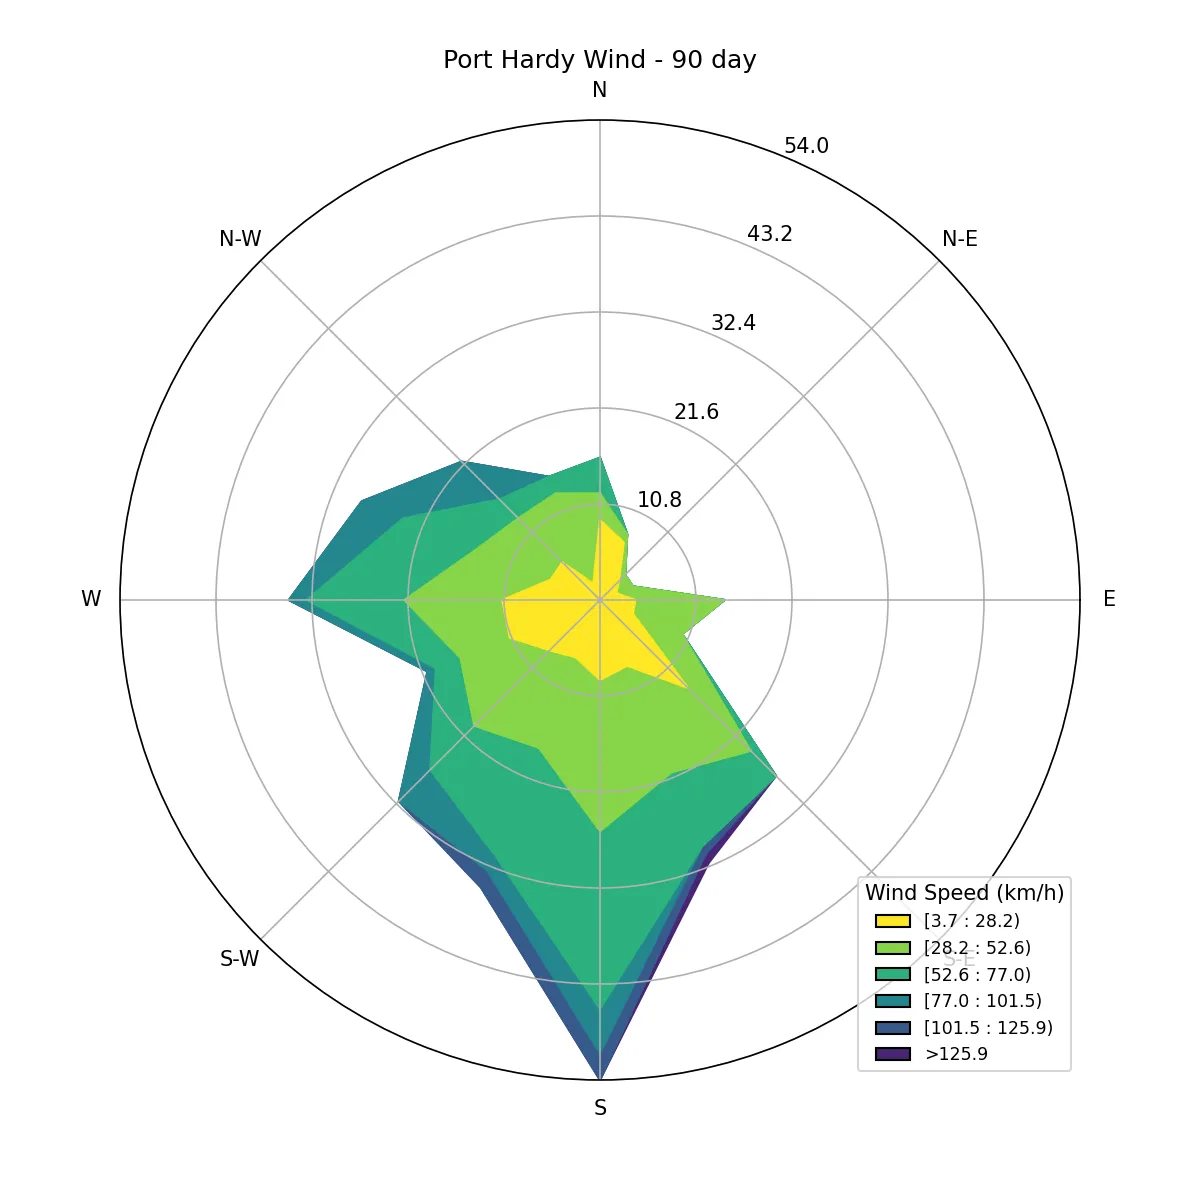 Port Hardy Wind - 90 day
N
54.0
N-W
43.2
N-E
32.4
21.6
10.8
W
E
Wind Speed (km/h)
[3.7 : 28.2)
[28.2 : 52.6)
S-W
S-E
[52.6 : 77.0)
[77.0 : 101.5)
[101.5 : 125.9)
>125.9
S